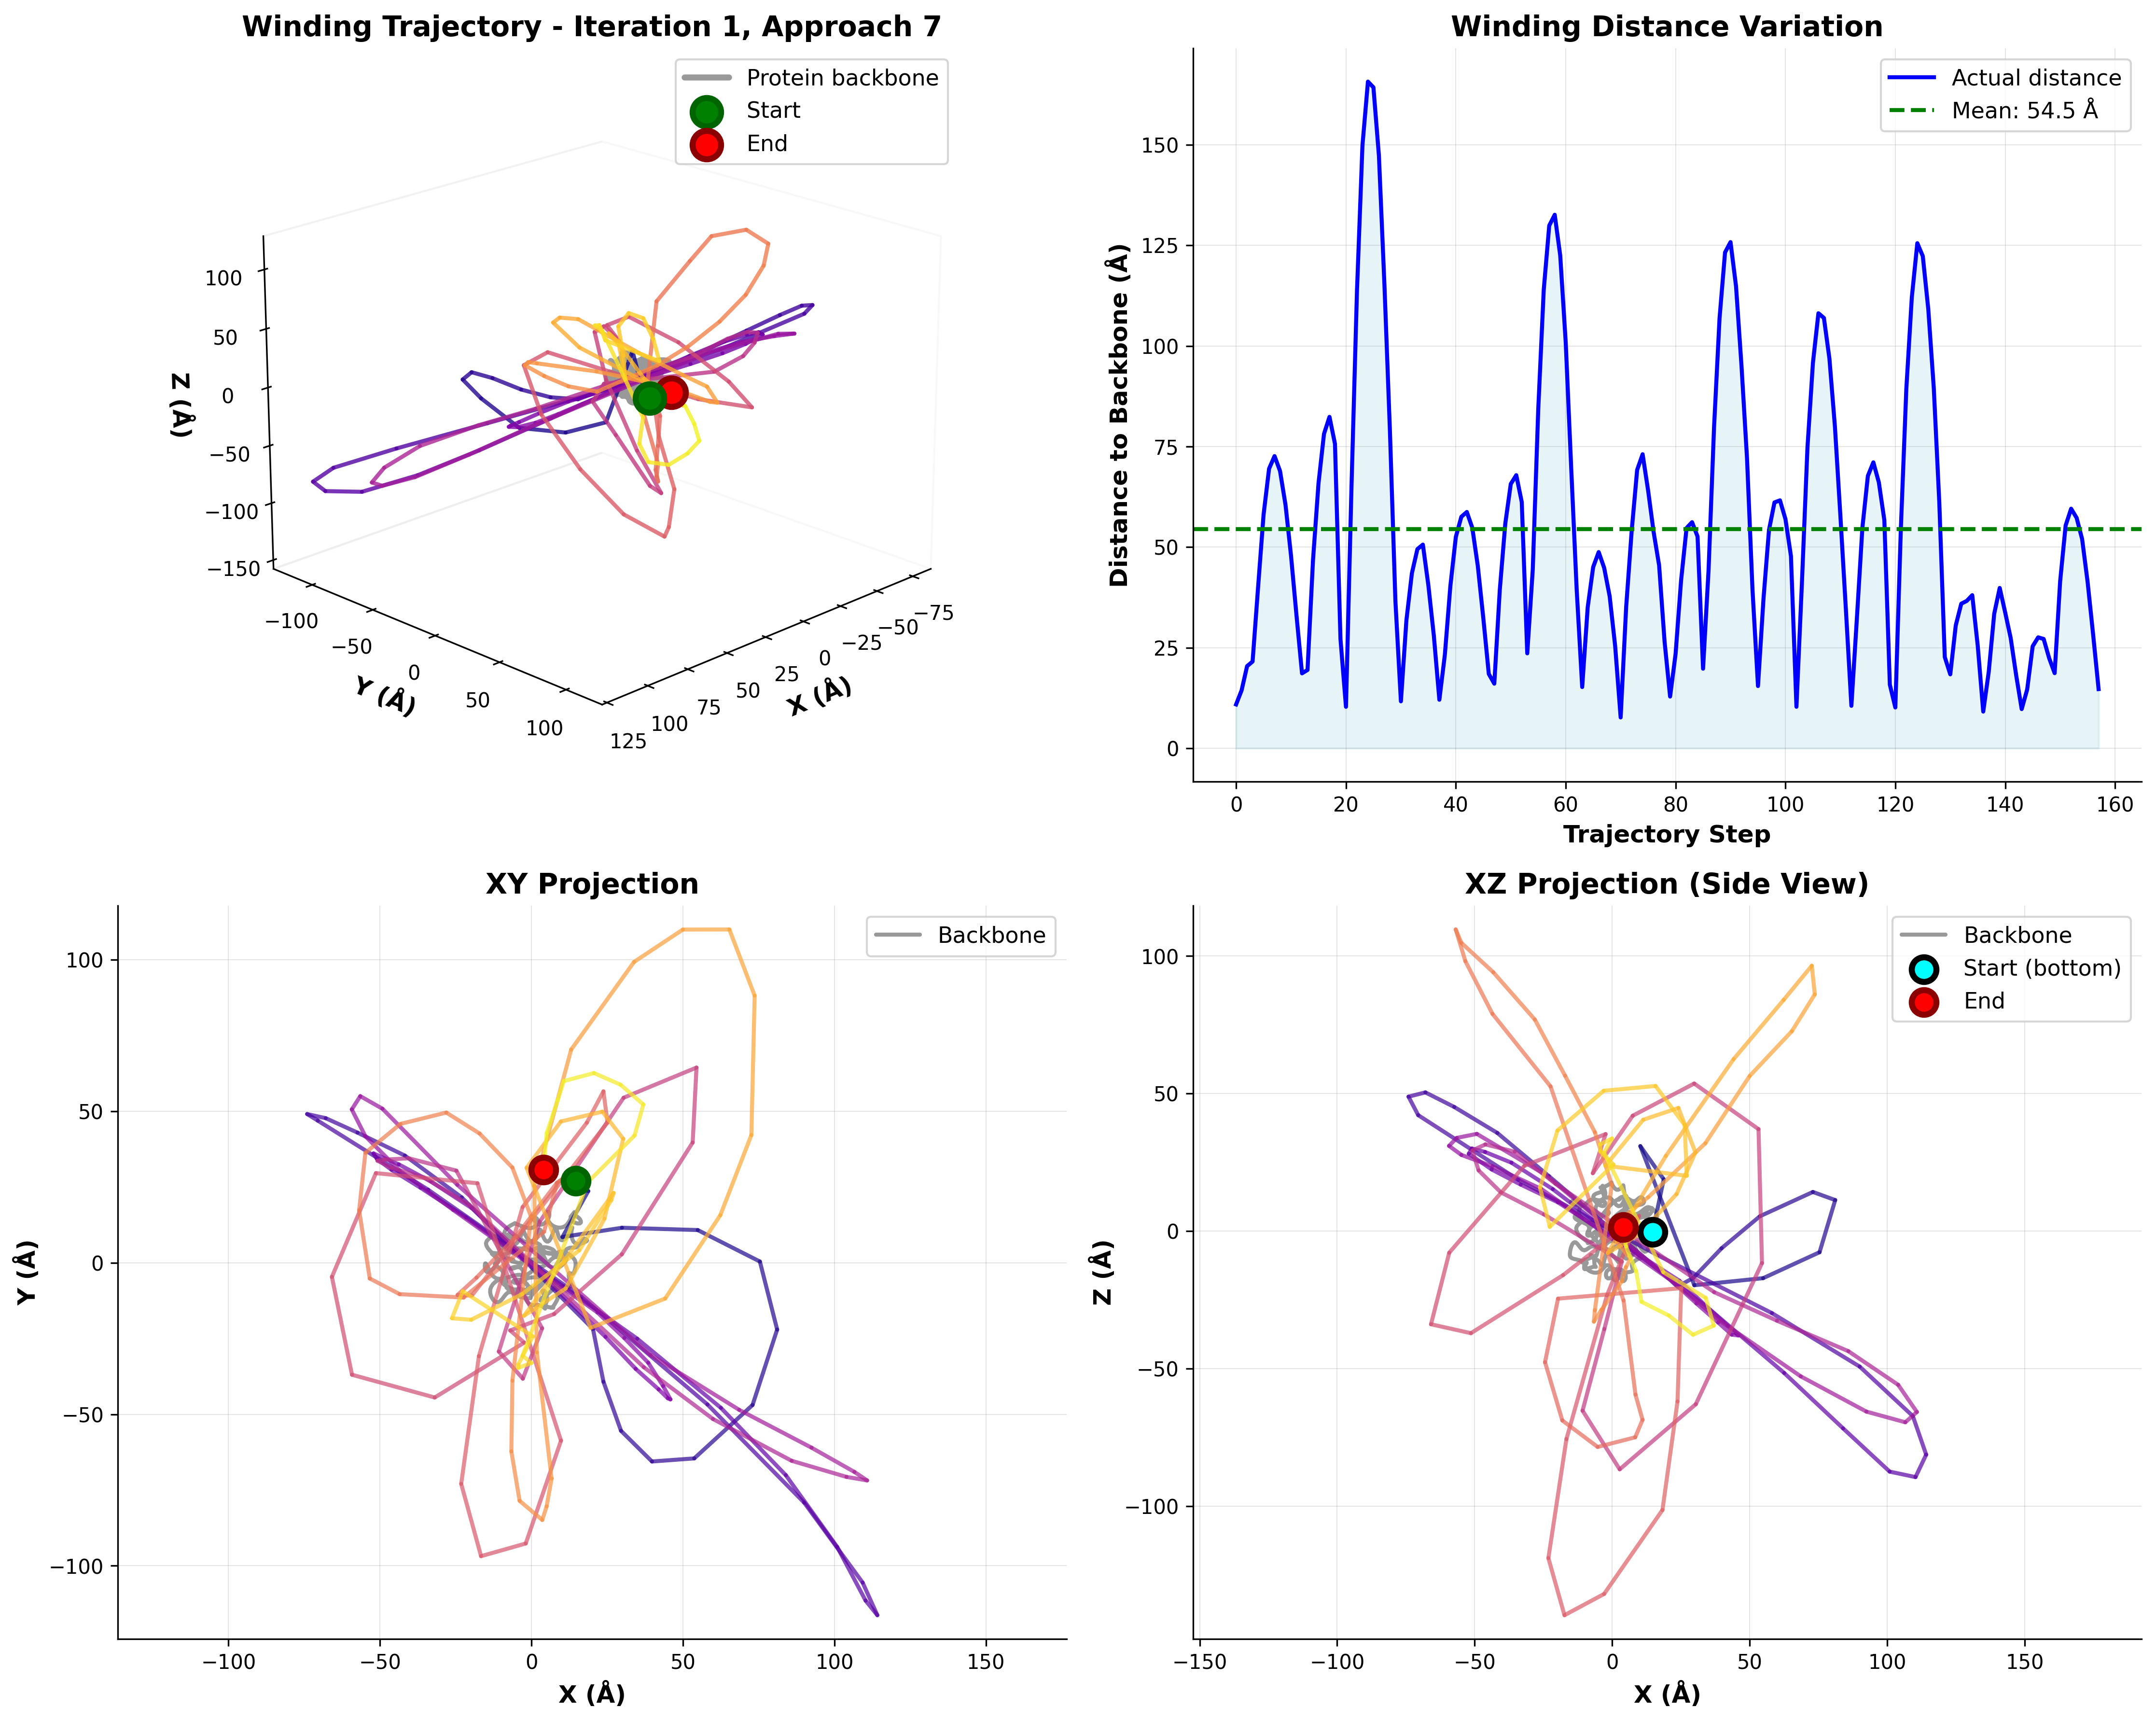 Winding Trajectory - Iteration 1, Approach 7
Protein backbone
Start
End
100
50
0
−50
−100
−150
Z (Å)
−100
−50
0
50
100
Y (Å)
125
100
75
50
25
0
−25
−50
−75
X (Å)
Winding Distance Variation
Actual distance
Mean: 54.5 Å
150
125
100
75
50
25
0
Distance to Backbone (Å)
0 20 40 60 80 100 120 140 160
Trajectory Step
XY Projection
Backbone
100
50
0
−50
−100
Y (Å)
−100 −50 0 50 100 150
X (Å)
XZ Projection (Side View)
Backbone
Start (bottom)
End
100
50
0
−50
−100
Z (Å)
−150 −100 −50 0 50 100 150
X (Å)